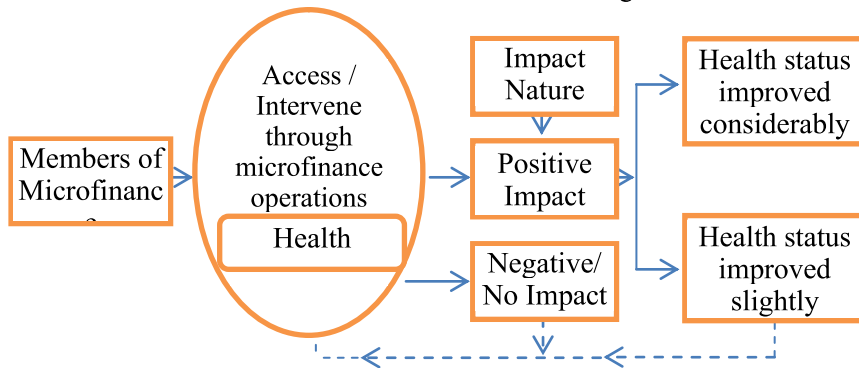 Members of
Microfinanc
Access /
Intervene
through
microfinance
operations
Health
Impact
Nature
Positive
Impact
Negative/
No Impact
Health status
improved
considerably
Health status
improved
slightly